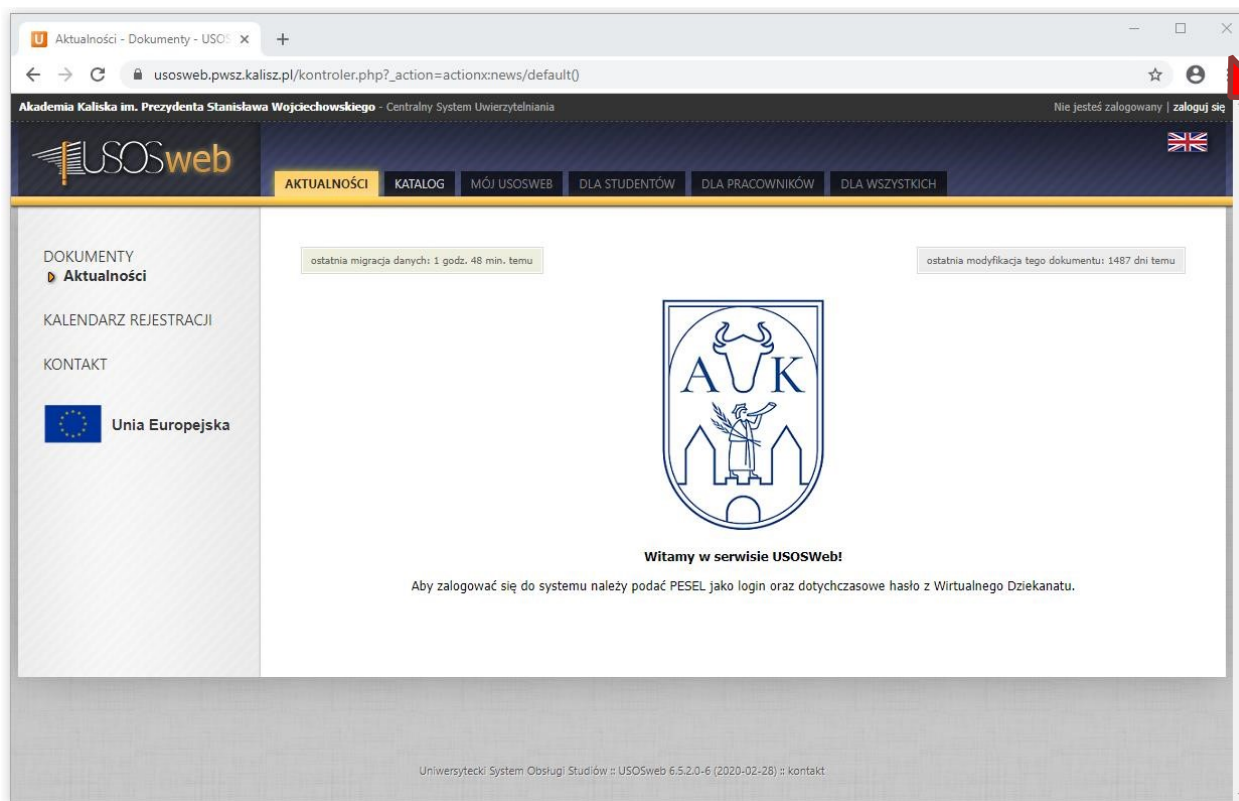 Aktualności - Dokumenty - USOS
usosweb.pwsz.kalisz.pl/kontroler.php?_action=actionx:news/default()
Akademia Kaliska im. Prezydenta Stanisława Wojciechowskiego - Centralny System Uwierzytelniania
Nie jesteś zalogowany | zaloguj się
USOSweb
AKTUALNOŚCI KATALOG MÓJ USOSWEB DLA STUDENTÓW DLA PRACOWNIKÓW DLA WSZYSTKICH
DOKUMENTY
Aktualności
KALENDARZ REJESTRACJI
KONTAKT
Unia Europejska
ostatnia migracja danych: 1 godz. 48 min. temu
ostatnia modyfikacja tego dokumentu: 1487 dni temu
A K
Witamy w serwisie USOSWeb!
Aby zalogować się do systemu należy podać PESEL jako login oraz dotychczasowe hasło z Wirtualnego Dziekanatu.
Uniwersytecki System Obsługi Studiów :: USOSweb 6.5.2.0-6 (2020-02-28) :: kontakt